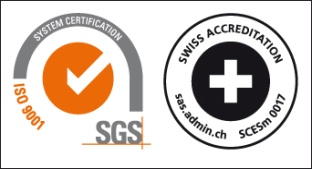 SYSTEM CERTIFICATION
ISO 9001
SGS
SWISS ACCREDITATION
sas.admin.ch SCESm 0017